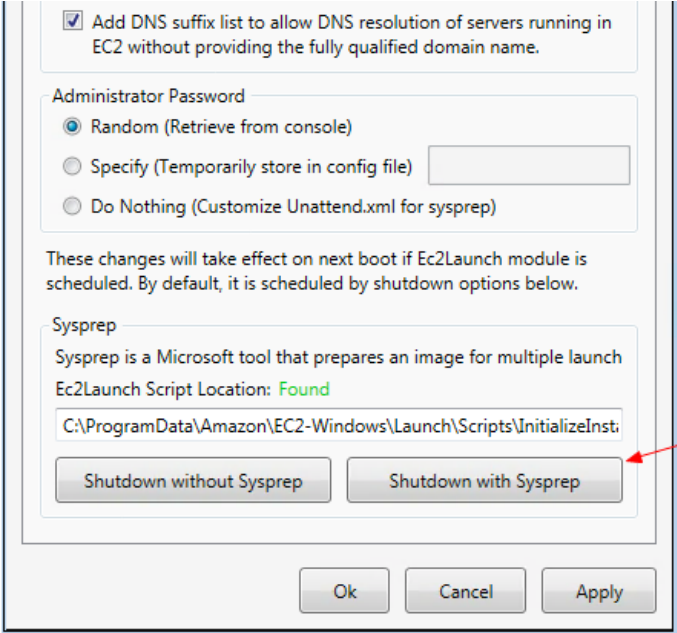 Add DNS suffix list to allow DNS resolution of servers running in
EC2 without providing the fully qualified domain name.
Administrator Password
Random (Retrieve from console)
Specify (Temporarily store in config file)
Do Nothing (Customize Unattend.xml for sysprep)
These changes will take effect on next boot if Ec2Launch module is
scheduled. By default, it is scheduled by shutdown options below.
Sysprep
Sysprep is a Microsoft tool that prepares an image for multiple launch
Ec2Launch Script Location: Found
C:\ProgramData\Amazon\EC2-Windows\Launch\Scripts\InitializeInsta
Shutdown without Sysprep
Shutdown with Sysprep
Ok
Cancel
Apply